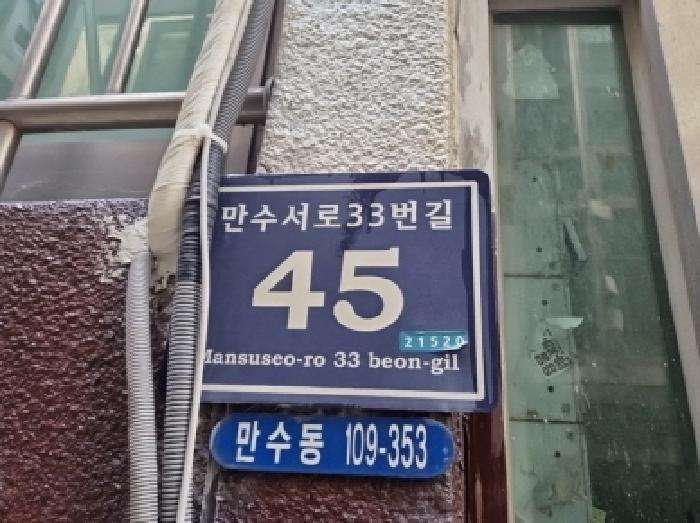 만수서로33번길
45
21520
Mansuseo-ro 33 beon-gil
만수동 109-353